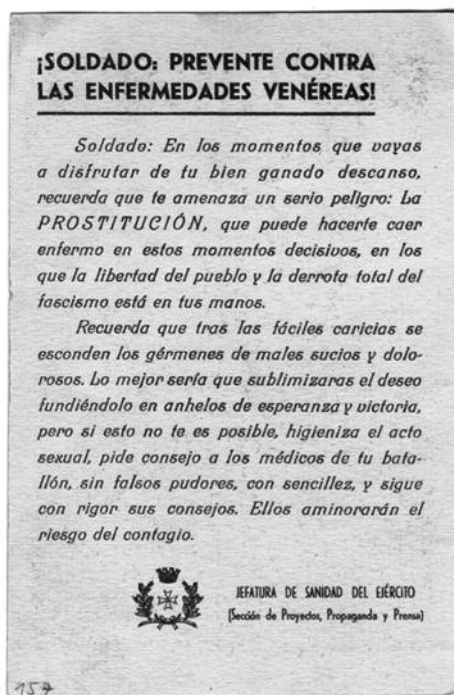 ¡SOLDADO: PREVENTE CONTRA
LAS ENFERMEDADES VENÉREAS!
Soldado: En los momentos que vayas
a disfrutar de tu bien ganado descanso,
recuerda que te amenaza un serio peligro: La
PROSTITUCIÓN, que puede hacerte caer
enfermo en estos momentos decisivos, en los
que la libertad del pueblo y la derrota total del
fascismo está en tus manos.
Recuerda que tras las fáciles caricias se
esconden los gérmenes de males sucios y dolo-
rosos. Lo mejor sería que sublimizaras el deseo
fundiéndolo en anhelos de esperanza y victoria,
pero si esto no te es posible, higieniza el acto
sexual, pide consejo a los médicos de tu bata-
llón, sin falsos pudores, con sencillez, y sigue
con rigor sus consejos. Ellos aminorarán el
riesgo del contagio.
JEFATURA DE SANIDAD DEL EJÉRCITO
(Sección de Proyectos, Propaganda y Prensa)
157